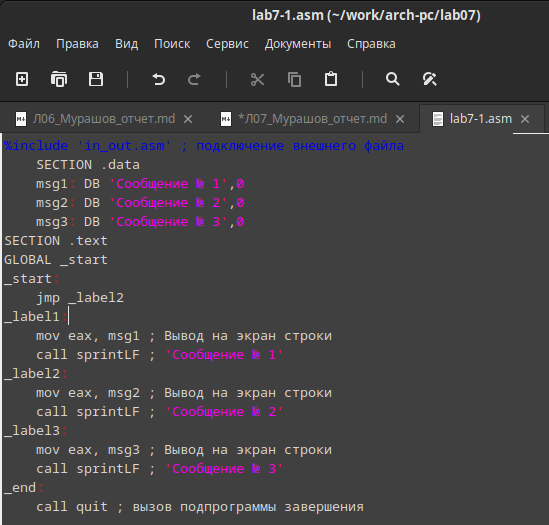 lab7-1.asm (~/work/arch-pc/lab07)
Файл Правка Вид Поиск Сервис Документы Справка
Л06_Мурашов_отчет.md *Л07_Мурашов_отчет.md lab7-1.asm
%include 'in_out.asm' ; подключение внешнего файла
SECTION .data
msg1: DB 'Сообщение № 1',0
msg2: DB 'Сообщение № 2',0
msg3: DB 'Сообщение № 3',0
SECTION .text
GLOBAL _start
_start:
jmp _label2
_label1:
mov eax, msg1 ; Вывод на экран строки
call sprintLF ; 'Сообщение № 1'
_label2:
mov eax, msg2 ; Вывод на экран строки
call sprintLF ; 'Сообщение № 2'
_label3:
mov eax, msg3 ; Вывод на экран строки
call sprintLF ; 'Сообщение № 3'
_end:
call quit ; вызов подпрограммы завершения